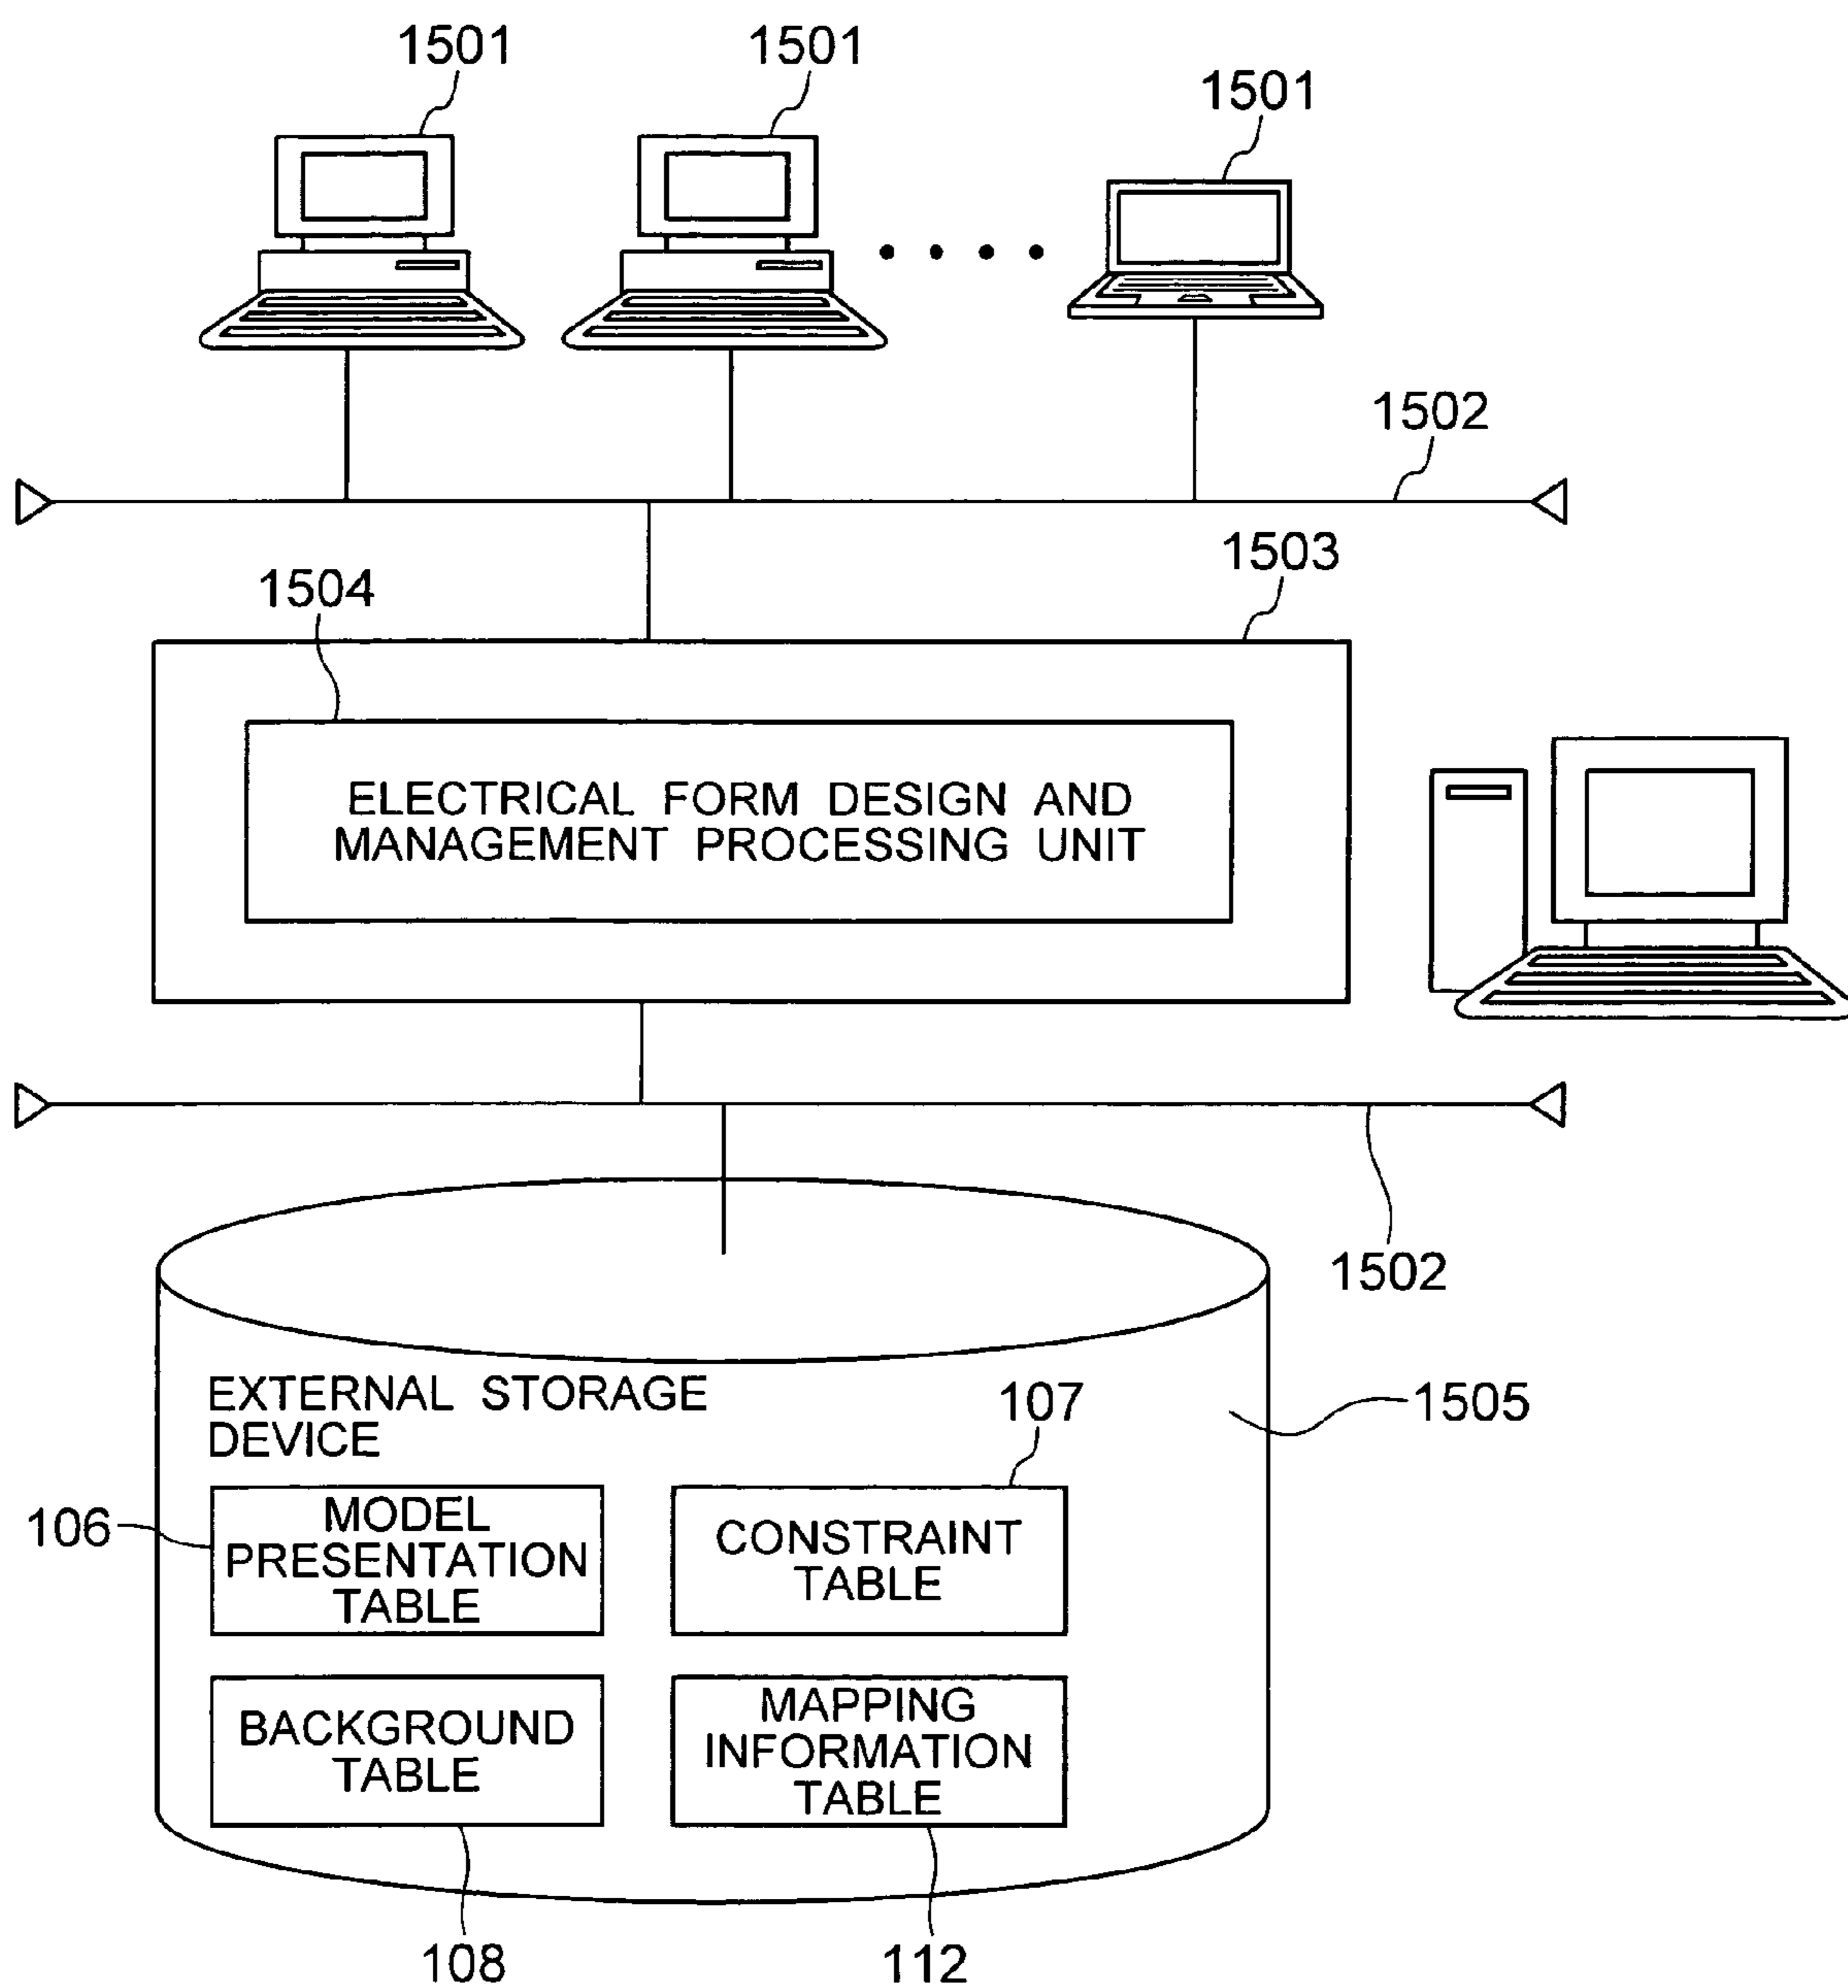 1501
1501
1501
1502
1503
1504
ELECTRICAL FORM DESIGN AND
MANAGEMENT PROCESSING UNIT
1502
EXTERNAL STORAGE
DEVICE
107
1505
106
MODEL
PRESENTATION
TABLE
CONSTRAINT
TABLE
BACKGROUND
TABLE
MAPPING
INFORMATION
TABLE
108
112